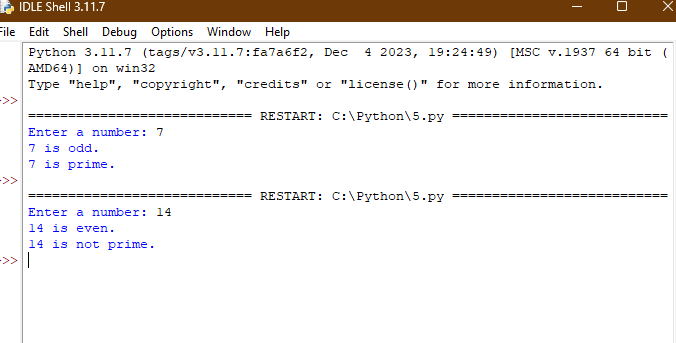 IDLE Shell 3.11.7
File Edit Shell Debug Options Window Help
Python 3.11.7 (tags/v3.11.7:fa7a6f2, Dec  4 2023, 19:24:49) [MSC v.1937 64 bit (
AMD64)] on win32
Type "help", "copyright", "credits" or "license()" for more information.
>>>
============================ RESTART: C:\Python\5.py ===========================
Enter a number: 7
7 is odd.
7 is prime.
>>>
============================ RESTART: C:\Python\5.py ===========================
Enter a number: 14
14 is even.
14 is not prime.
>>>